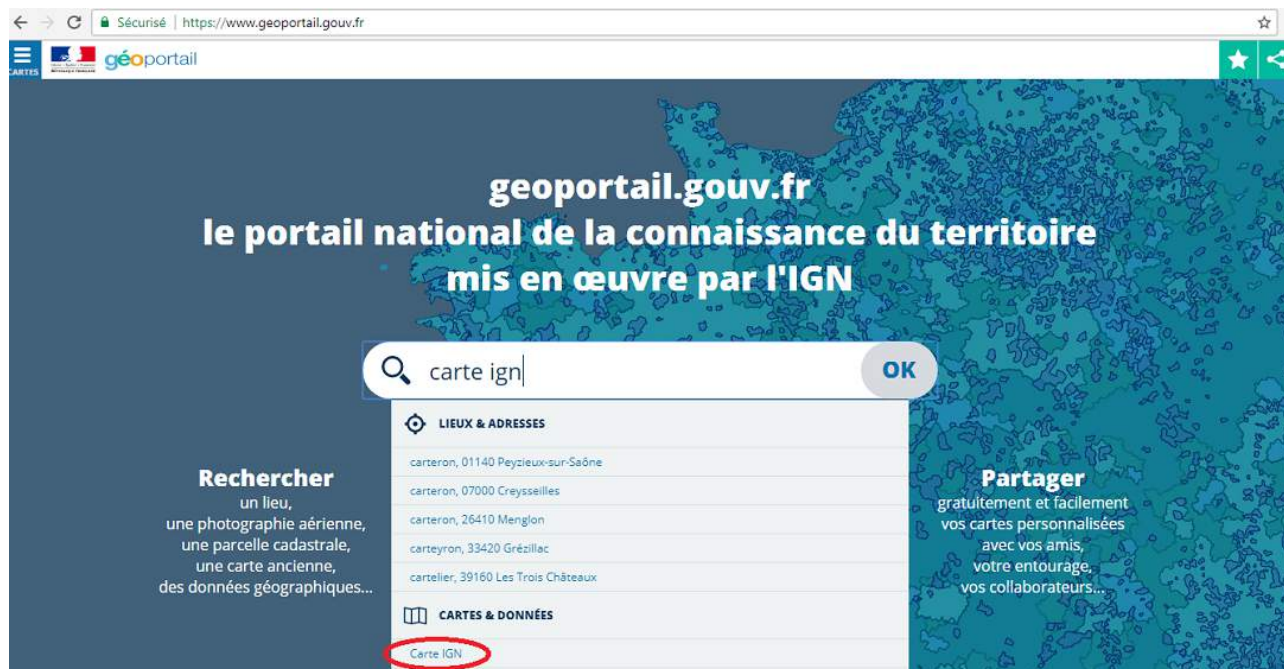 Sécurisé | https://www.geoportail.gouv.fr
CARTES
géoportail
geoportail.gouv.fr
le portail national de la connaissance du territoire
mis en œuvre par l'IGN
carte ign
OK
LIEUX & ADRESSES
carteron, 01140 Peyzieux-sur-Saône
carteron, 07000 Creysseilles
carteron, 26410 Menglon
carteyron, 33420 Grézillac
cartelier, 39160 Les Trois Châteaux
CARTES & DONNÉES
Carte IGN
Rechercher
un lieu,
une photographie aérienne,
une parcelle cadastrale,
une carte ancienne,
des données géographiques...
Partager
gratuitement et facilement
vos cartes personnalisées
avec vos amis,
votre entourage,
vos collaborateurs...